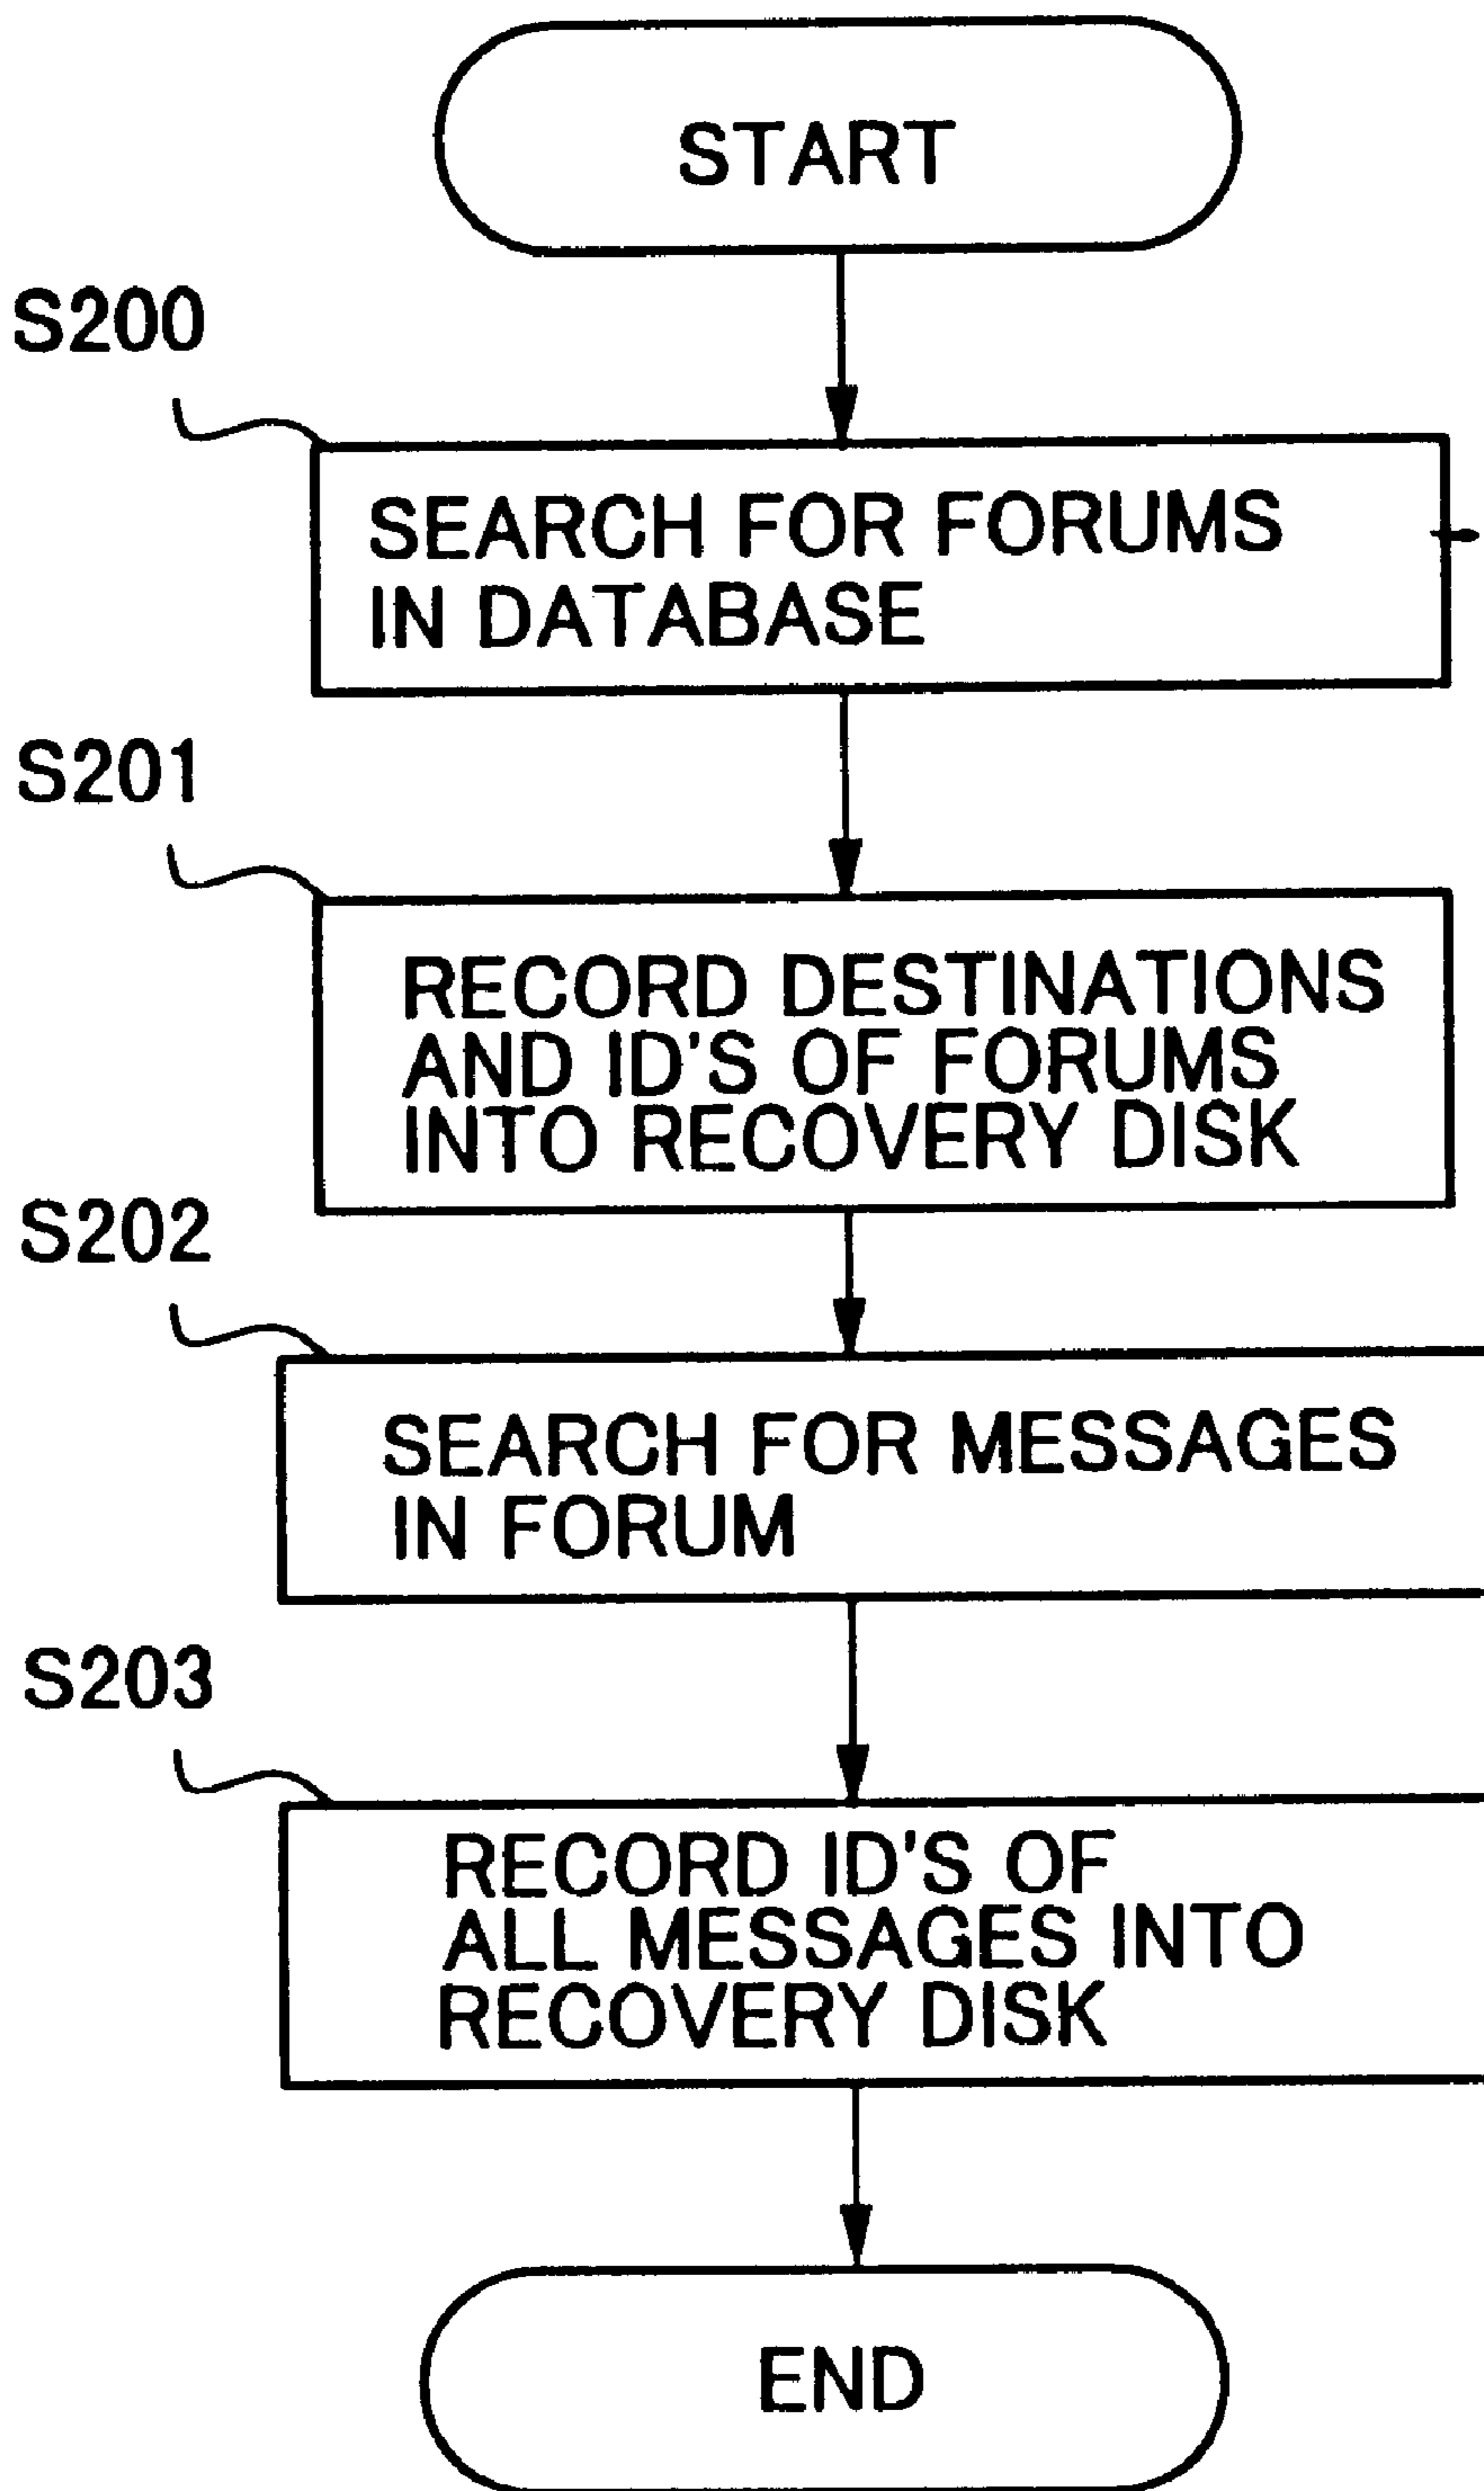 START
S200
SEARCH FOR FORUMS
IN DATABASE
S201
RECORD DESTINATIONS
AND ID'S OF FORUMS
INTO RECOVERY DISK
S202
SEARCH FOR MESSAGES
IN FORUM
S203
RECORD ID'S OF
ALL MESSAGES INTO
RECOVERY DISK
END